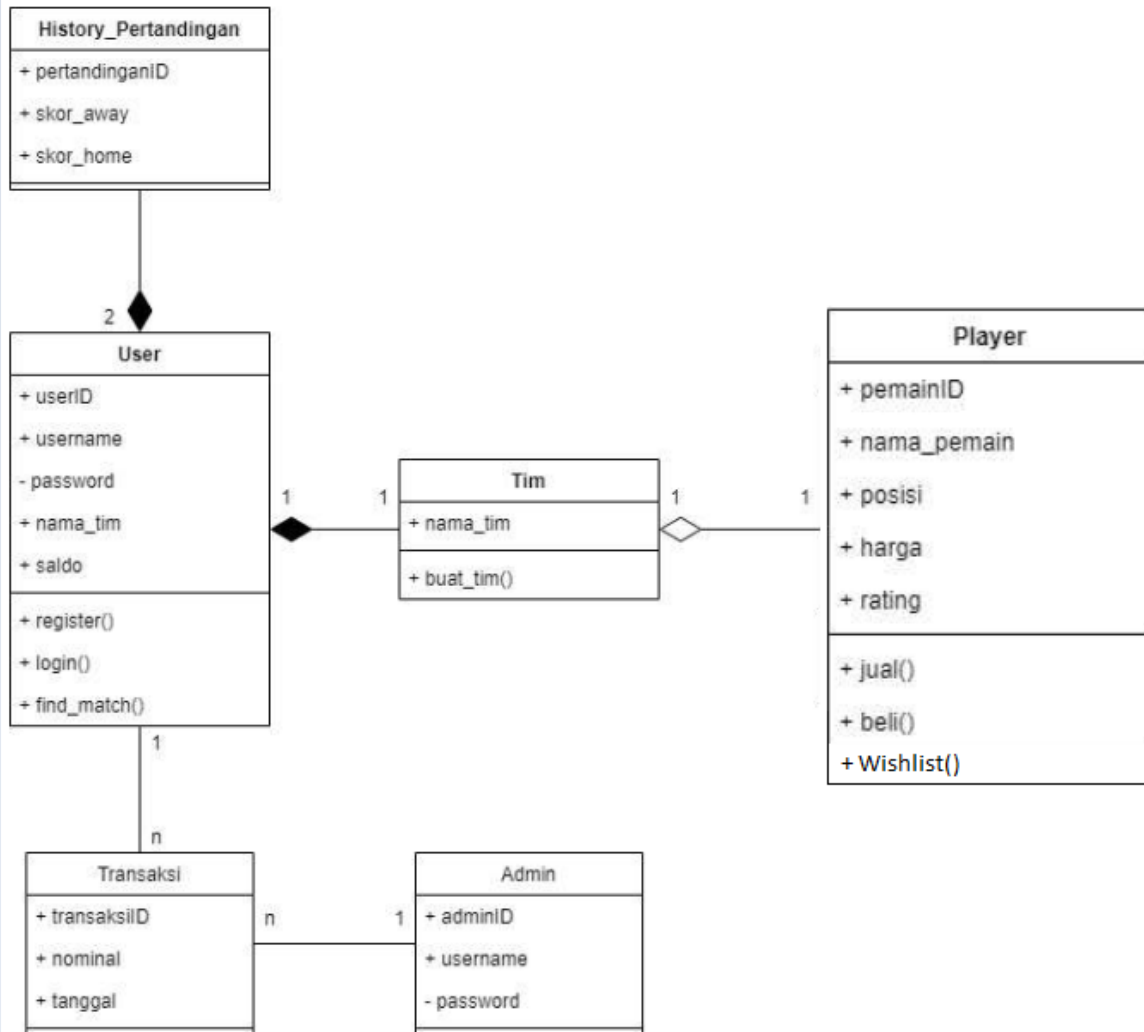 History_Pertandingan
+ pertandinganID
+ skor_away
+ skor_home
2
User
+ userID
+ username
- password
+ nama_tim
+ saldo
+ register()
+ login()
+ find_match()
1
1
Tim
+ nama_tim
+ buat_tim()
1
1
Player
+ pemainID
+ nama_pemain
+ posisi
+ harga
+ rating
+ jual()
+ beli()
+ Wishlist()
1
n
Transaksi
+ transaksiID
+ nominal
+ tanggal
n
1
Admin
+ adminID
+ username
- password